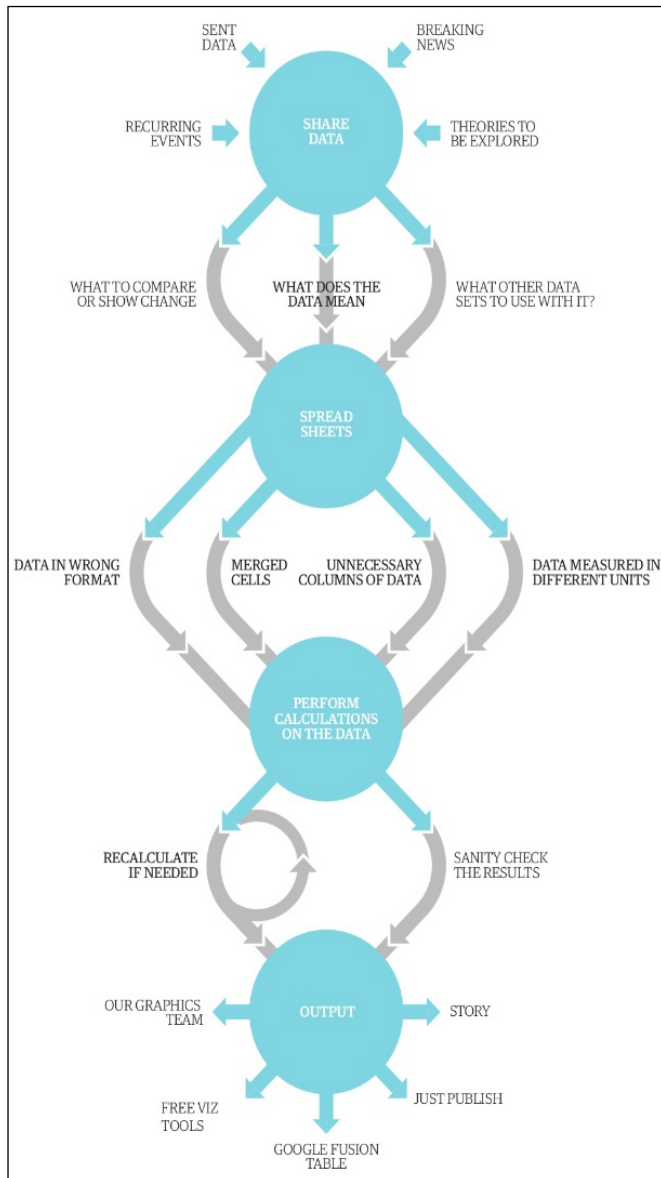 SENT
DATA
BREAKING
NEWS
RECURRING
EVENTS
SHARE
DATA
THEORIES TO
BE EXPLORED
WHAT TO COMPARE
OR SHOW CHANGE
WHAT DOES THE
DATA MEAN
WHAT OTHER DATA
SETS TO USE WITH IT?
SPREAD
SHEETS
DATA IN WRONG
FORMAT
MERGED
CELLS
UNNECESSARY
COLUMNS OF DATA
DATA MEASURED IN
DIFFERENT UNITS
PERFORM
CALCULATIONS
ON THE DATA
RECALCULATE
IF NEEDED
SANITY CHECK
THE RESULTS
OUR GRAPHICS
TEAM
OUTPUT
STORY
FREE VIZ
TOOLS
JUST PUBLISH
GOOGLE FUSION
TABLE